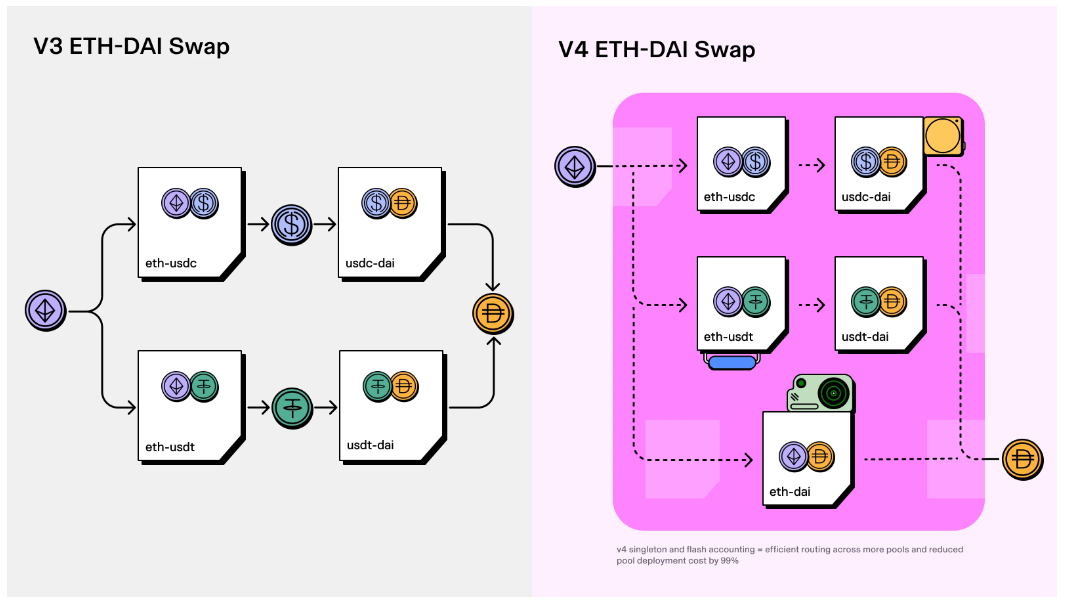 V3 ETH-DAI Swap
eth-usdc
usdc-dai
eth-usdt
usdt-dai
V4 ETH-DAI Swap
eth-usdc
usdc-dai
eth-usdt
usdt-dai
eth-dai
v4 singleton and flash accounting = efficient routing across more pools and reduced
pool deployment cost by 99%